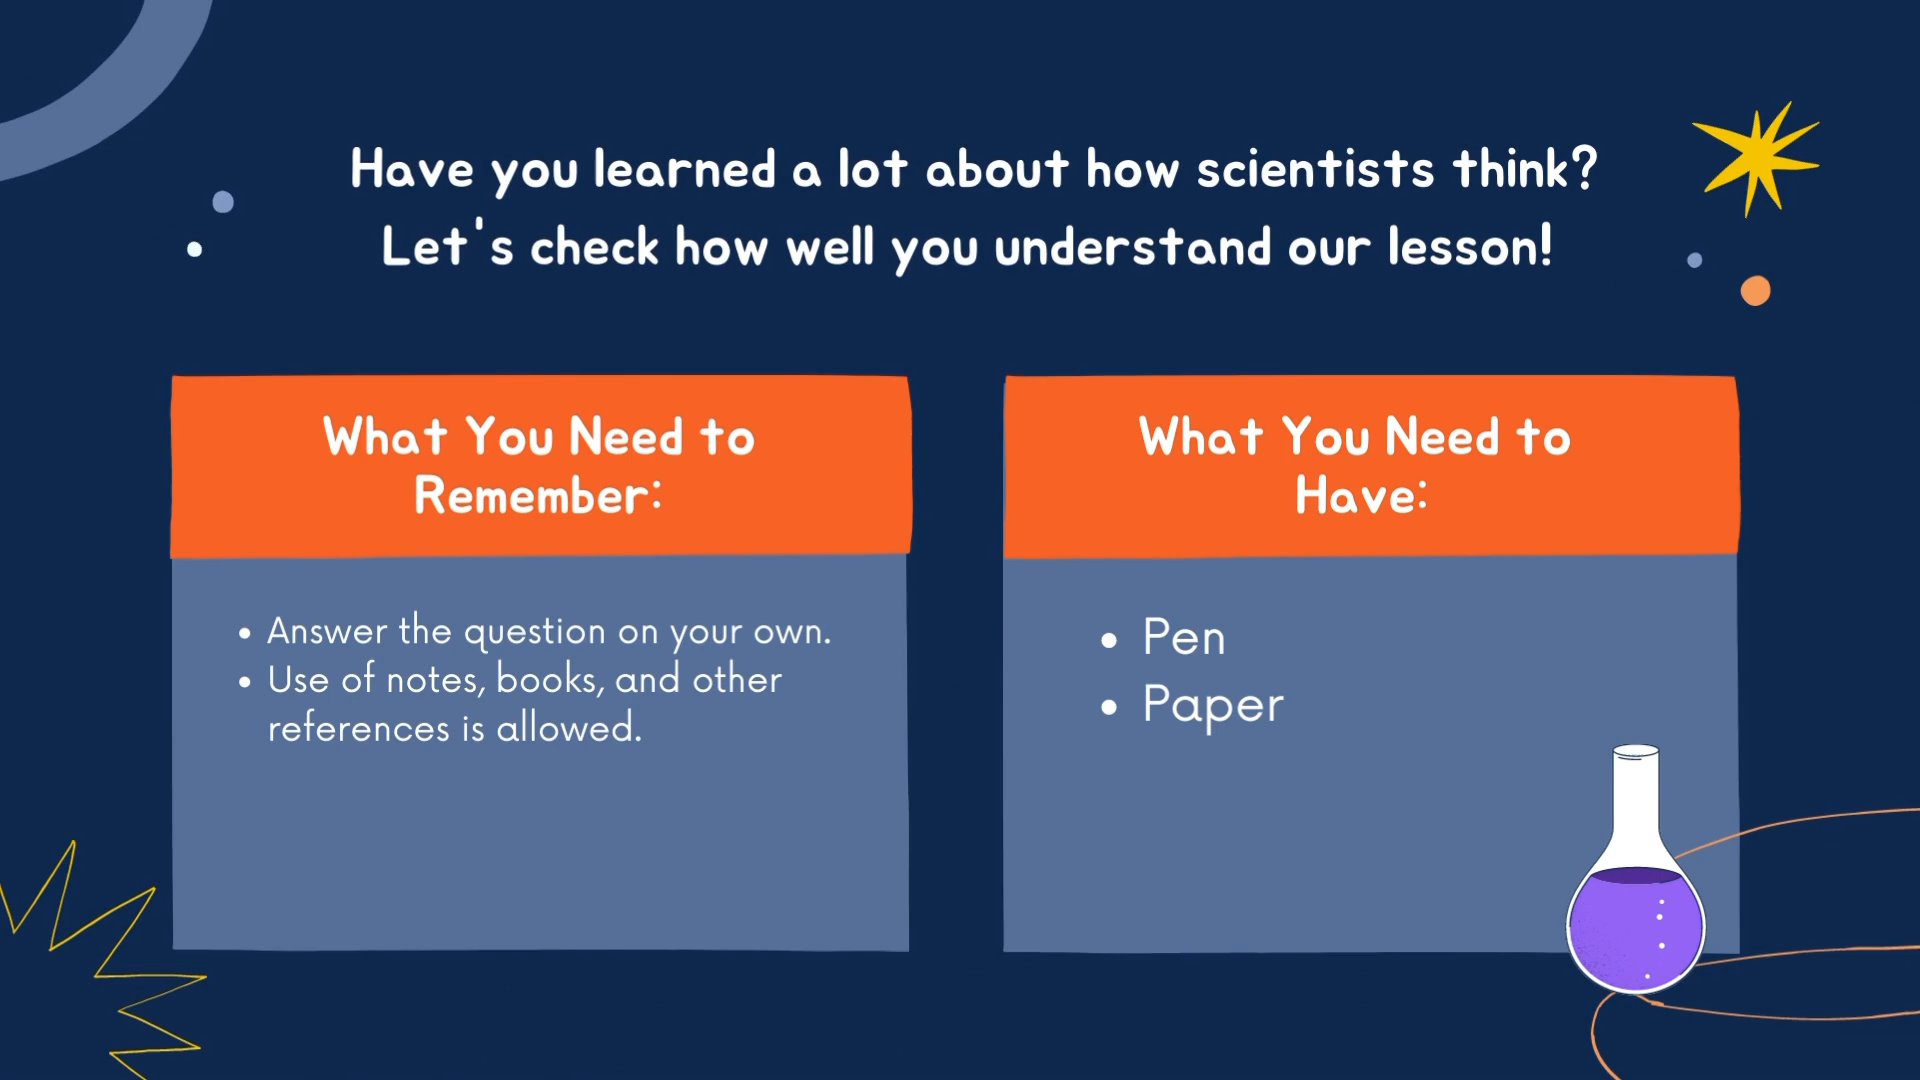 Have you learned a lot about how scientists think?
Let's check how well you understand our lesson!
What You Need to
Remember:
• Answer the question on your own.
• Use of notes, books, and other
references is allowed.
What You Need to
Have:
• Pen
• Paper